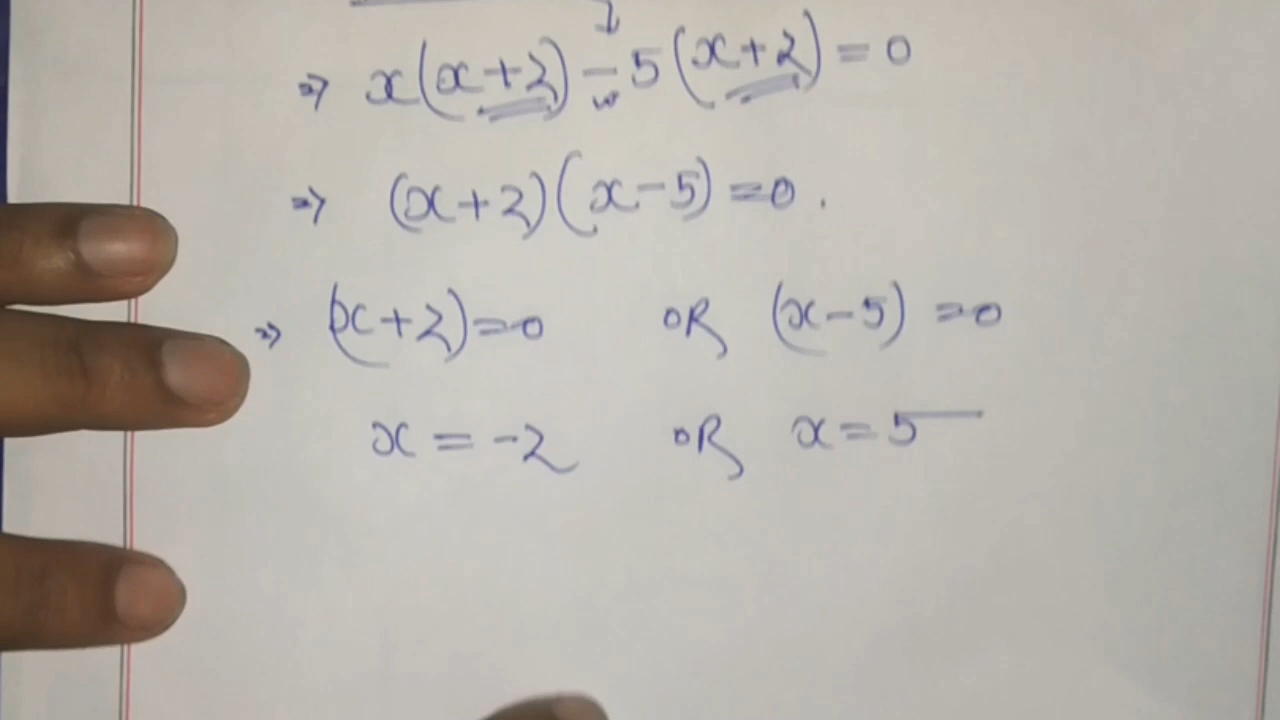 ⇒ x(x+2) - 5(x+2) = 0
⇒ (x+2)(x-5) = 0.
⇒ (x+2) = 0 OR (x-5) = 0
x = -2 OR x = 5